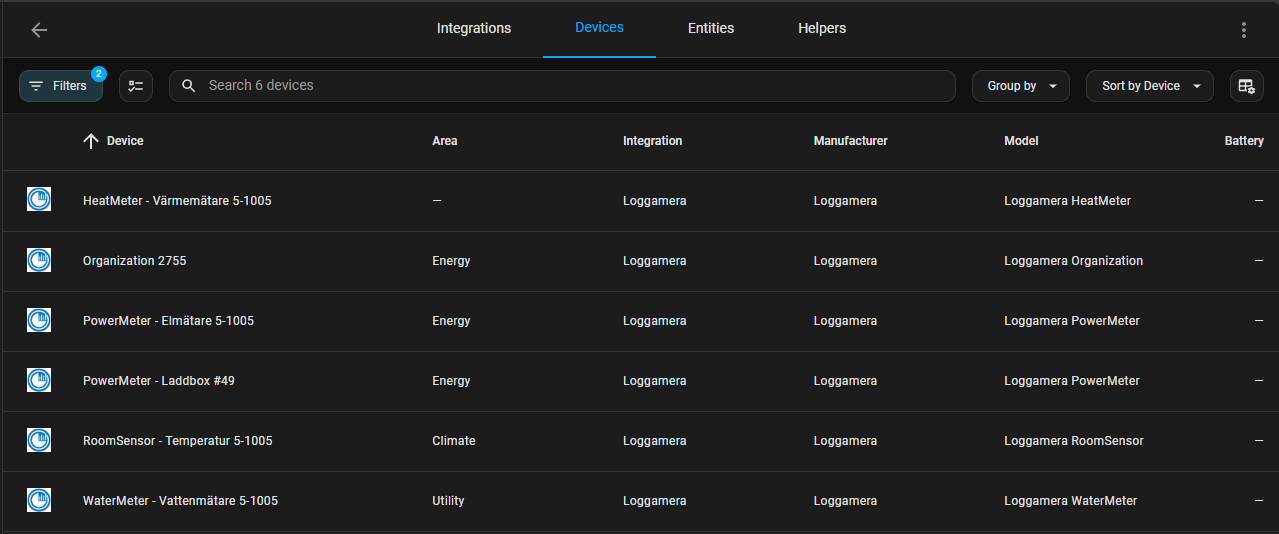 Integrations Devices Entities Helpers
Filters 2 Search 6 devices Group by Sort by Device
Device Area Integration Manufacturer Model Battery
HeatMeter - Värmemätare 5-1005 — Loggamera Loggamera Loggamera HeatMeter —
Organization 2755 Energy Loggamera Loggamera Loggamera Organization —
PowerMeter - Elmätare 5-1005 Energy Loggamera Loggamera Loggamera PowerMeter —
PowerMeter - Laddbox #49 Energy Loggamera Loggamera Loggamera PowerMeter —
RoomSensor - Temperatur 5-1005 Climate Loggamera Loggamera Loggamera RoomSensor —
WaterMeter - Vattenmätare 5-1005 Utility Loggamera Loggamera Loggamera WaterMeter —